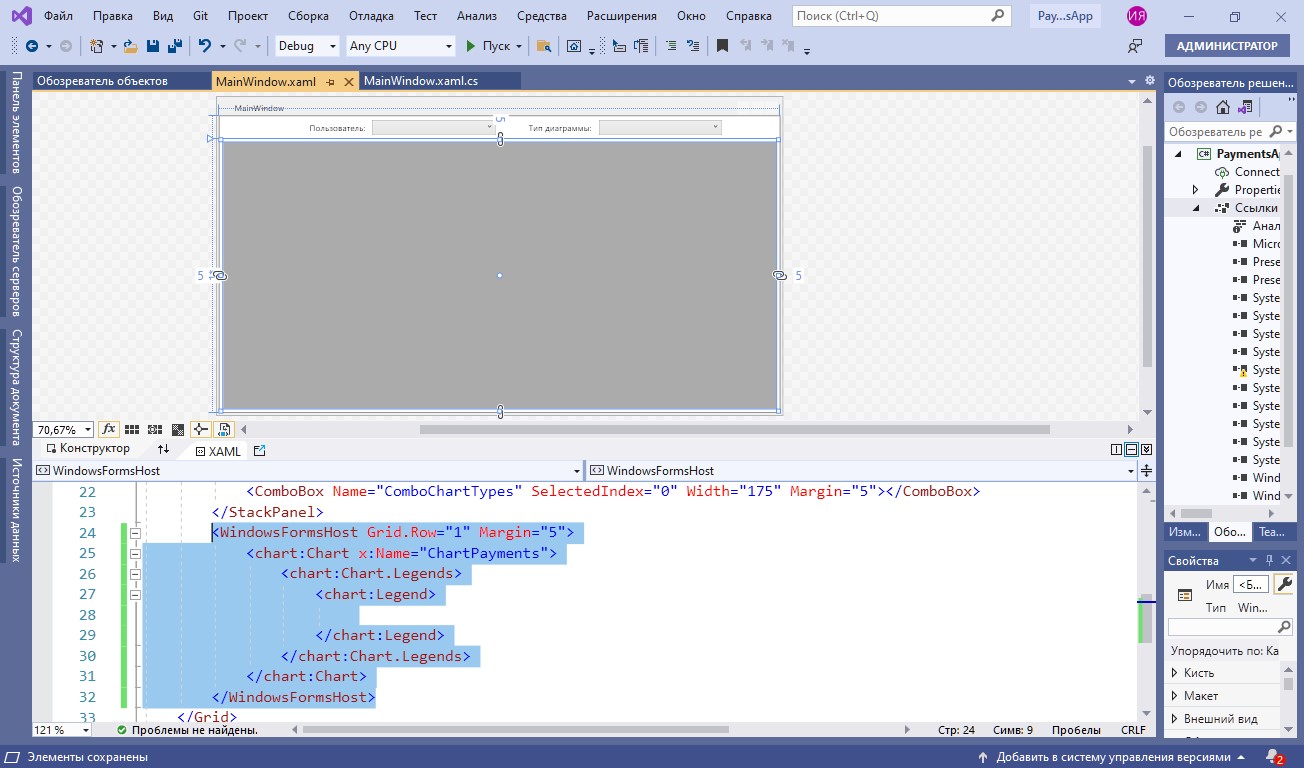 Файл Правка Вид Git Проект Сборка Отладка Тест Анализ Средства Расширения Окно Справка Поиск (Ctrl+Q) Pay...sApp ИЯ
Debug Any CPU Пуск АДМИНИСТРАТОР
Обозреватель объектов MainWindow.xaml MainWindow.xaml.cs
Панель элементов
Обозреватель серверов
Структура документа
Источники данных
MainWindow
Пользователь: 5 Тип диаграммы:
5 5
70,67% fx
Конструктор XAML
WindowsFormsHost WindowsFormsHost
22 <ComboBox Name="ComboChartTypes" SelectedIndex="0" Width="175" Margin="5"></ComboBox>
23 </StackPanel>
24 <WindowsFormsHost Grid.Row="1" Margin="5">
25 <chart:Chart x:Name="ChartPayments">
26 <chart:Chart.Legends>
27 <chart:Legend>
28
29 </chart:Legend>
30 </chart:Chart.Legends>
31 </chart:Chart>
32 </WindowsFormsHost>
33 </Grid>
121 % Проблемы не найдены. Стр: 24 Симв: 9 Пробелы CRLF
Обозреватель решен...
Обозреватель ре
C# PaymentsA
Connect
Propertie
Ссылки
Анал
Micro
Prese
Prese
Syste
Syste
Syste
Syste
Syste
Syste
Syste
Syste
Syste
Syste
Wind
Wind
Изм... Обо... Tea...
Свойства
Имя <Б...
Тип Win...
Упорядочить по: Ка
Кисть
Макет
Внешний вид
Элементы сохранены Добавить в систему управления версиями 2